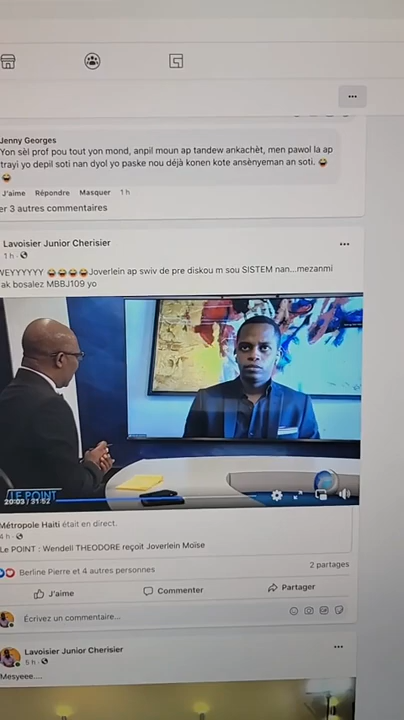 Jenny Georges
Yon sèl prof pou tout yon mond, anpil moun ap tandew ankachèt, men pawol la ap
trayi yo depil soti nan dyol yo paske nou déjà konen kote ansènyeman an soti. 😂
😂
J'aime Répondre Masquer 1 h
er 3 autres commentaires
Lavoisier Junior Cherisier
1 h
WEYYYYYY 😂😂😂😂Joverlein ap swiv de pre diskou m sou SISTEM nan...mezanmi
ak bosalez MBBJ109 yo
LE POINT
20:03 / 31:52
Métropole Haiti était en direct.
4 h
Le POINT : Wendell THEODORE reçoit Joverlein Moïse
Berline Pierre et 4 autres personnes
2 partages
J'aime Commenter Partager
Écrivez un commentaire...
Lavoisier Junior Cherisier
5 h
Mesyeee....